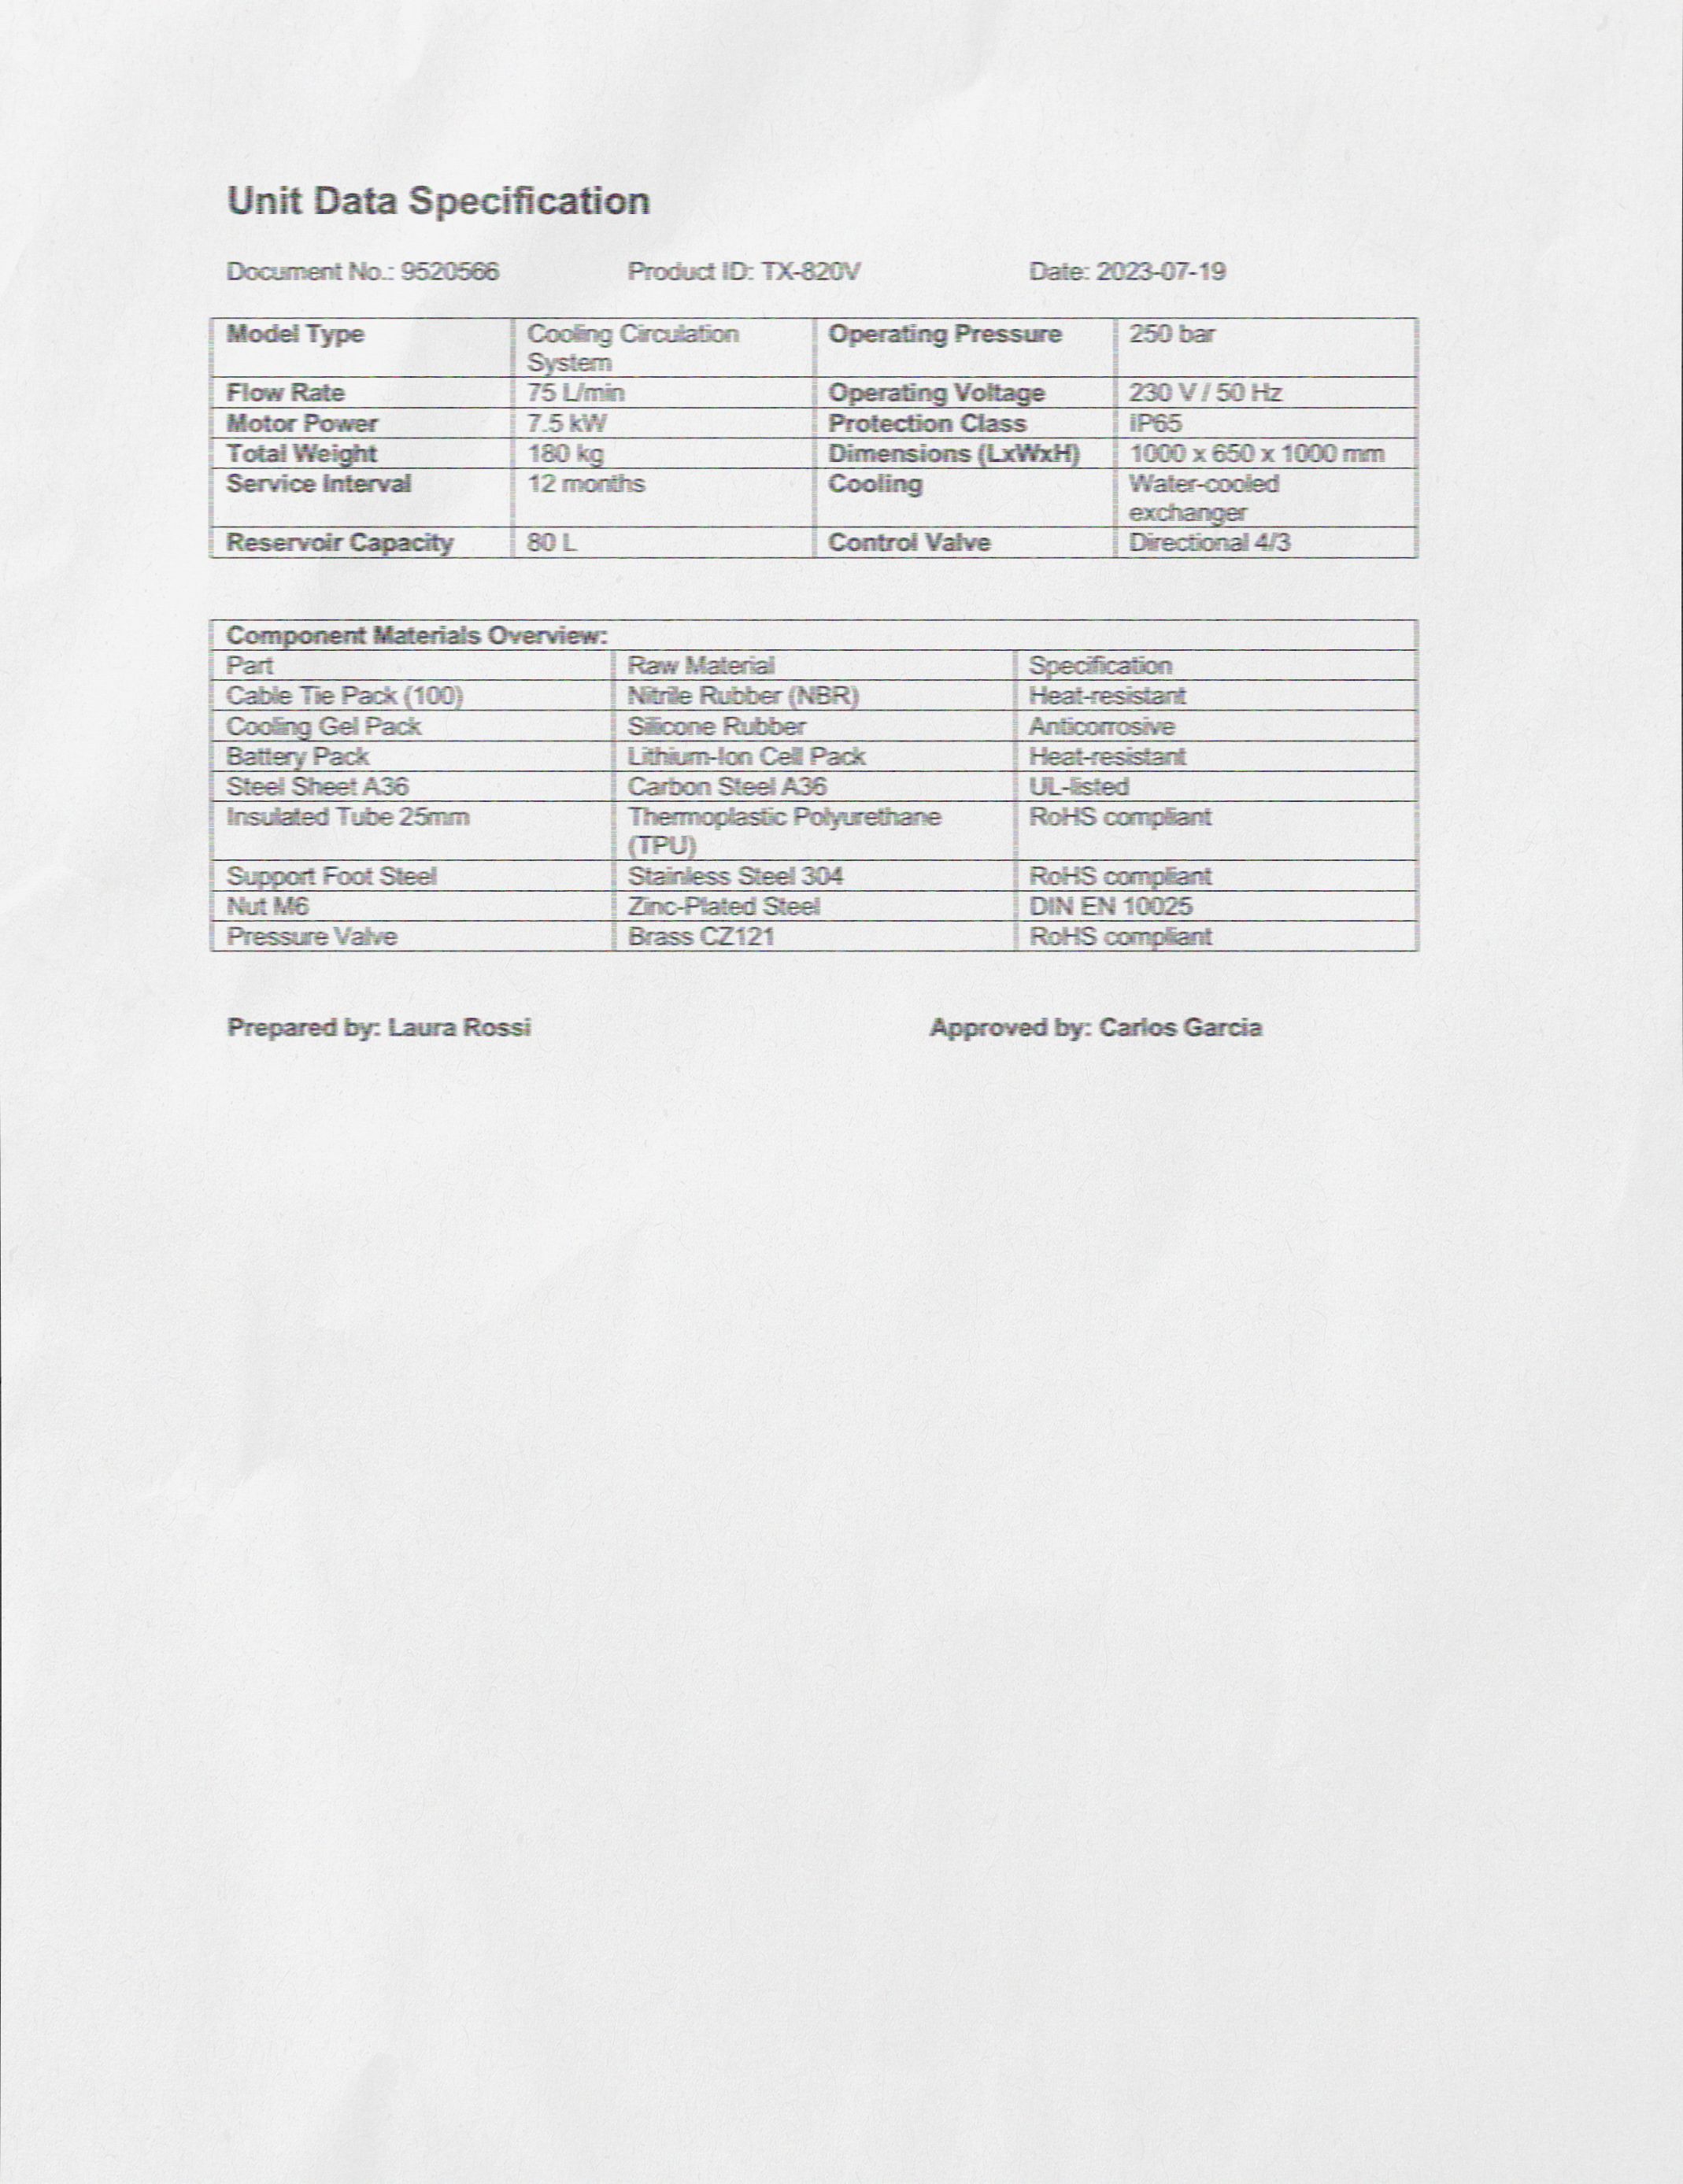 Unit Data Specification
Document No.: 9520566 Product ID: TX-820V Date: 2023-07-19
Model Type Cooling Circulation Operating Pressure 250 bar
System
Flow Rate 75 L/min Operating Voltage 230 V / 50 Hz
Motor Power 7.5 kW Protection Class IP65
Total Weight 180 kg Dimensions (LxWxH) 1000 x 650 x 1000 mm
Service Interval 12 months Cooling Water-cooled
exchanger
Reservoir Capacity 80 L Control Valve Directional 4/3
Component Materials Overview:
Part Raw Material Specification
Cable Tie Pack (100) Nitrile Rubber (NBR) Heat-resistant
Cooling Gel Pack Silicone Rubber Anticorrosive
Battery Pack Lithium-Ion Cell Pack Heat-resistant
Steel Sheet A36 Carbon Steel A36 UL-listed
Insulated Tube 25mm Thermoplastic Polyurethane RoHS compliant
(TPU)
Support Foot Steel Stainless Steel 304 RoHS compliant
Nut M6 Zinc-Plated Steel DIN EN 10025
Pressure Valve Brass CZ121 RoHS compliant
Prepared by: Laura Rossi Approved by: Carlos Garcia